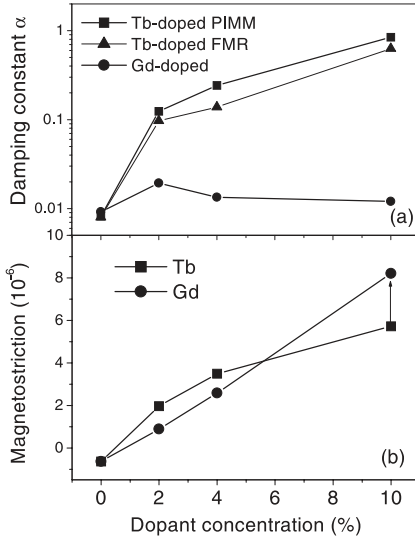 Tb-doped PIMM
Tb-doped FMR
Gd-doped
Damping constant α
1
0.1
0.01
(a)
10
8
6
4
2
0
Tb
Gd
Magnetostriction (10⁻⁶)
(b)
0 2 4 6 8 10
Dopant concentration (%)